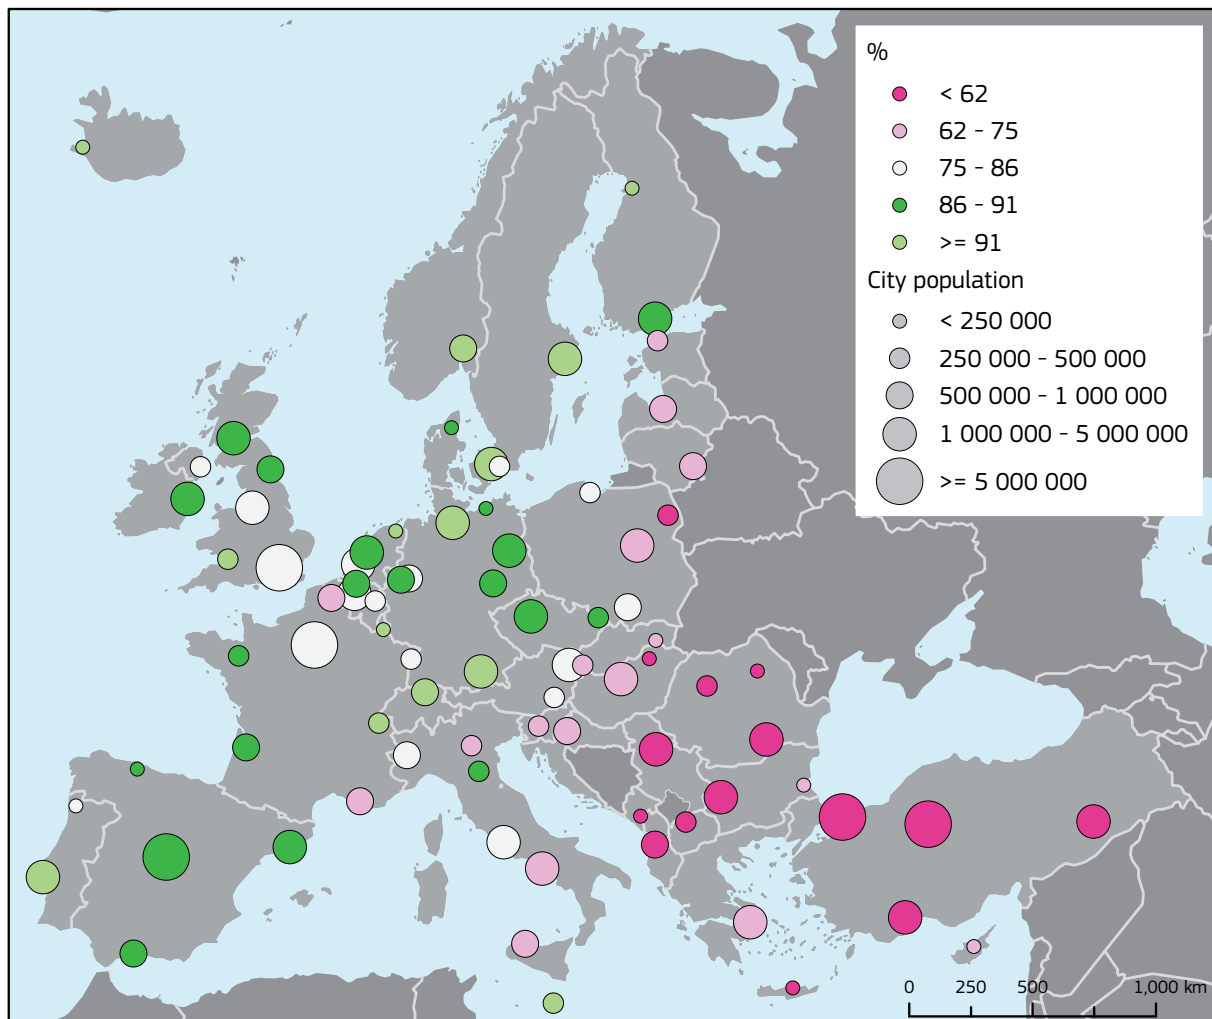 %
< 62
62 - 75
75 - 86
86 - 91
>= 91
City population
< 250 000
250 000 - 500 000
500 000 - 1 000 000
1 000 000 - 5 000 000
>= 5 000 000
0 250 500 1,000 km